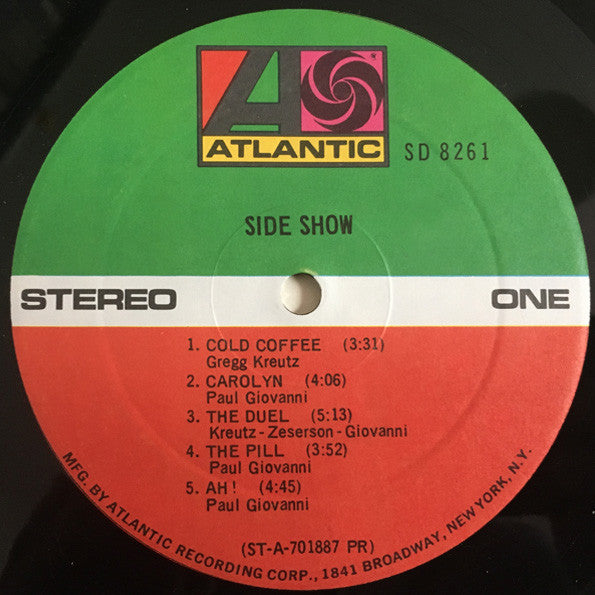 ATLANTIC
SD 8261
SIDE SHOW
STEREO
ONE
1. COLD COFFEE (3:31)
Gregg Kreutz
2. CAROLYN (4:06)
Paul Giovanni
3. THE DUEL (5:13)
Kreutz-Zeserson-Giovanni
4. THE PILL (3:52)
Paul Giovanni
5. AH! (4:45)
Paul Giovanni
(ST-A-701887 PR)
MFG. BY ATLANTIC RECORDING CORP., 1841 BROADWAY, NEW YORK, N.Y.